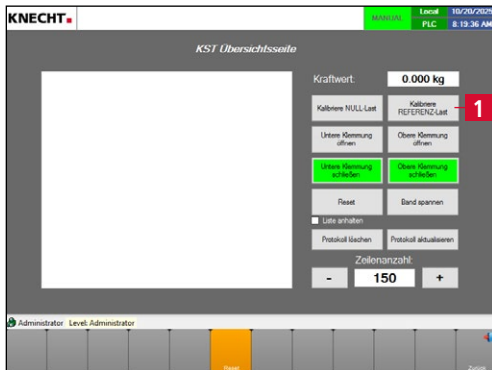 KNECHT
MANUAL
Local 10/20/2025
PLC 8:19:36 AM
KST Übersichtsseite
Kraftwert: 0.000 kg
Kalibriere NULL-Last
Kalibriere
REFERENZ-Last
1
Untere Klemmung
öffnen
Obere Klemmung
öffnen
Untere Klemmung
schließen
Obere Klemmung
schließen
Reset
Band spannen
Liste anhalten
Protokoll löschen
Protokoll aktualisieren
Zeilenanzahl:
- 150 +
Administrator Level: Administrator
Reset
Zurück